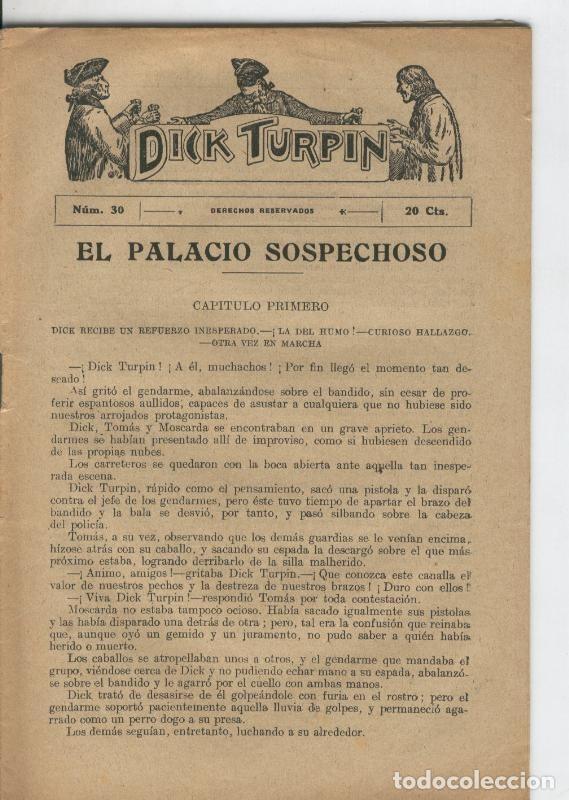 DICK TURPIN
Núm. 30 DERECHOS RESERVADOS 20 Cts.
EL PALACIO SOSPECHOSO
CAPITULO PRIMERO
DICK RECIBE UN REFUERZO INESPERADO.—¡LA DEL HUMO!—CURIOSO HALLAZGO.
—OTRA VEZ EN MARCHA
—¡Dick Turpin! ¡A él, muchachos! ¡Por fin llegó el momento tan de-
seado!
Así gritó el gendarme, abalanzándose sobre el bandido, sin cesar de pro-
ferir espantosos aullidos, capaces de asustar a cualquiera que no hubiese sido
nuestros arrojados protagonistas.
Dick, Tomás y Moscarda se encontraban en un grave aprieto. Los gen-
darmes se habían presentado allí de improviso, como si hubiesen descendido
de las propias nubes.
Los carreteros se quedaron con la boca abierta ante aquella tan inespe-
rada escena.
Dick Turpin, rápido como el pensamiento, sacó una pistola y la disparó
contra el jefe de los gendarmes, pero éste tuvo tiempo de apartar el brazo del
bandido y la bala se desvió, por tanto, y pasó silbando sobre la cabeza
del policía.
Tomás, a su vez, observando que los demás guardias se le venían encima,
hízose atrás con su caballo, y sacando su espada la descargó sobre el que más
próximo estaba, logrando derribarlo de la silla malherido.
—¡Animo, amigos!—gritaba Dick Turpin.—¡Que conozca este canalla el
valor de nuestros pechos y la destreza de nuestros brazos! ¡Duro con ellos!
—¡Viva Dick Turpin!—respondió Tomás por toda contestación.
Moscarda no estaba tampoco ocioso. Había sacado igualmente sus pistolas
y las había disparado una detrás de otra; pero, tal era la confusión que reinaba
que, aunque oyó un gemido y un juramento, no pudo saber a quién había
herido o muerto.
Los caballos se atropellaban unos a otros, y el gendarme que mandaba el
grupo, viéndose cerca de Dick y no pudiendo echar mano a su espada, abalanzó-
se sobre el bandido y le agarró por el cuello con ambas manos.
Dick trató de desasirse de él golpeándole con furia en el rostro; pero el
gendarme soportó pacientemente aquella lluvia de golpes, y permaneció aga-
rrado como un perro dogo a su presa.
Los demás seguían, entretanto, luchando a su alrededor.
todocoleccion.net